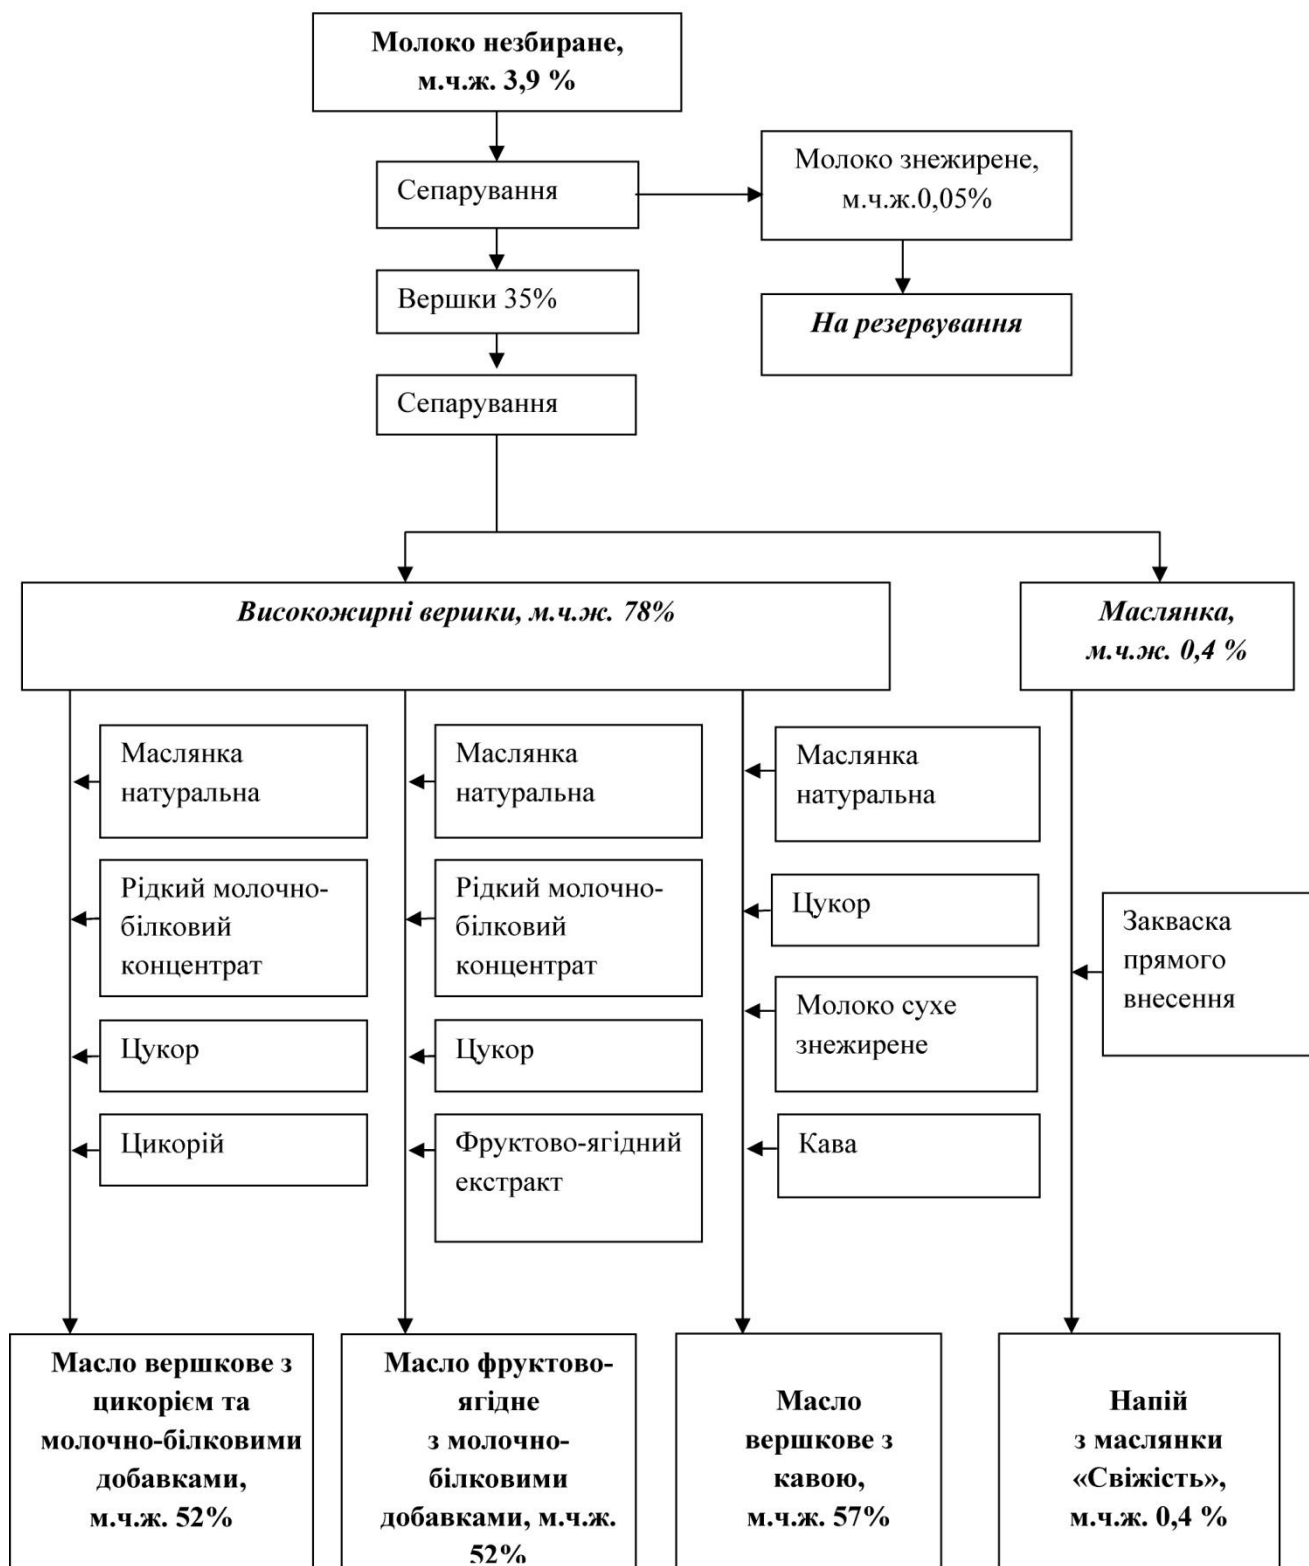 Молоко незбиране,
м.ч.ж. 3,9 %
Сепарування
Молоко знежирене,
м.ч.ж.0,05%
Вершки 35%
На резервування
Сепарування
Високожирні вершки, м.ч.ж. 78%
Маслянка,
м.ч.ж. 0,4 %
Маслянка
натуральна
Рідкий молочно-
білковий
концентрат
Цукор
Цикорій
Маслянка
натуральна
Рідкий молочно-
білковий
концентрат
Цукор
Фруктово-ягідний
екстракт
Маслянка
натуральна
Цукор
Молоко сухе
знежирене
Кава
Закваска
прямого
внесення
Масло вершкове з
цикорієм та
молочно-білковими
добавками,
м.ч.ж. 52%
Масло фруктово-
ягідне
з молочно-
білковими
добавками, м.ч.ж.
52%
Масло
вершкове з
кавою,
м.ч.ж. 57%
Напій
з маслянки
«Свіжість»,
м.ч.ж. 0,4 %